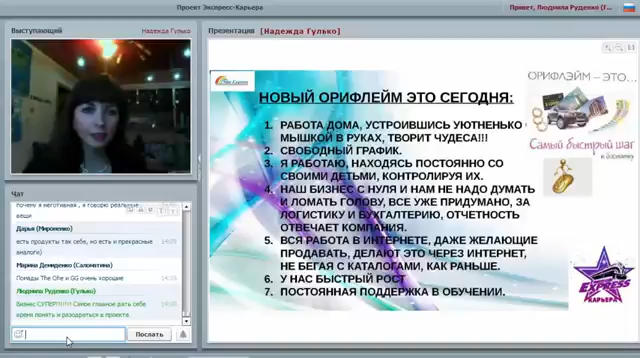 Проект Экспресс-Карьера
Привет, Людмила Руденко (Г...
Выступающий
Надежда Гулько
Презентация [Надежда Гулько]
НОВЫЙ ОРИФЛЕЙМ ЭТО СЕГОДНЯ:
1. РАБОТА ДОМА, УСТРОИВШИСЬ УЮТНЕНЬКО С
МЫШКОЙ В РУКАХ, ТВОРИТ ЧУДЕСА!!!
2. СВОБОДНЫЙ ГРАФИК.
3. Я РАБОТАЮ, НАХОДЯСЬ ПОСТОЯННО СО
СВОИМИ ДЕТЬМИ, КОНТРОЛИРУЯ ИХ.
4. НАШ БИЗНЕС С НУЛЯ И НАМ НЕ НАДО ДУМАТЬ
И ЛОМАТЬ ГОЛОВУ, ВСЕ УЖЕ ПРИДУМАНО, ЗА
ЛОГИСТИКУ И БУХГАЛТЕРИЮ, ОТЧЕТНОСТЬ
ОТВЕЧАЕТ КОМПАНИЯ.
5. ВСЯ РАБОТА В ИНТЕРНЕТЕ, ДАЖЕ ЖЕЛАЮЩИЕ
ПРОДАВАТЬ, ДЕЛАЮТ ЭТО ЧЕРЕЗ ИНТЕРНЕТ,
НЕ БЕГАЯ С КАТАЛОГАМИ, КАК РАНЬШЕ.
6. У НАС БЫСТРЫЙ РОСТ
7. ПОСТОЯННАЯ ПОДДЕРЖКА В ОБУЧЕНИИ.
ОРИФЛЭЙМ – ЭТО...
Самый быстрый шаг
EXPRESS
КАРЬЕРА
Чат
почему я негативная , я говорю реальные
вещи
Дарья (Мироненко)
есть продукты так себе, но есть и прекрасные
аналоги)
Марина Демиденко (Салонатина)
Помады The One и GG очень хорошие
Людмила Руденко (Гулько)
Бизнес СУПЕР!!!!!! Самое главное дать себе
время понять и разодраться в проекте.
Послать